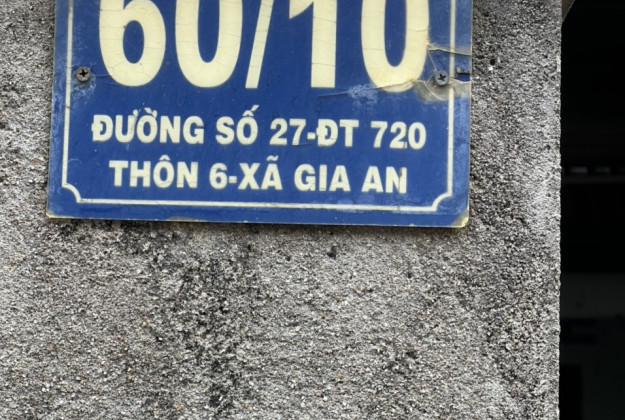 60/10
ĐƯỜNG SỐ 27-ĐT 720
THÔN 6-XÃ GIA AN